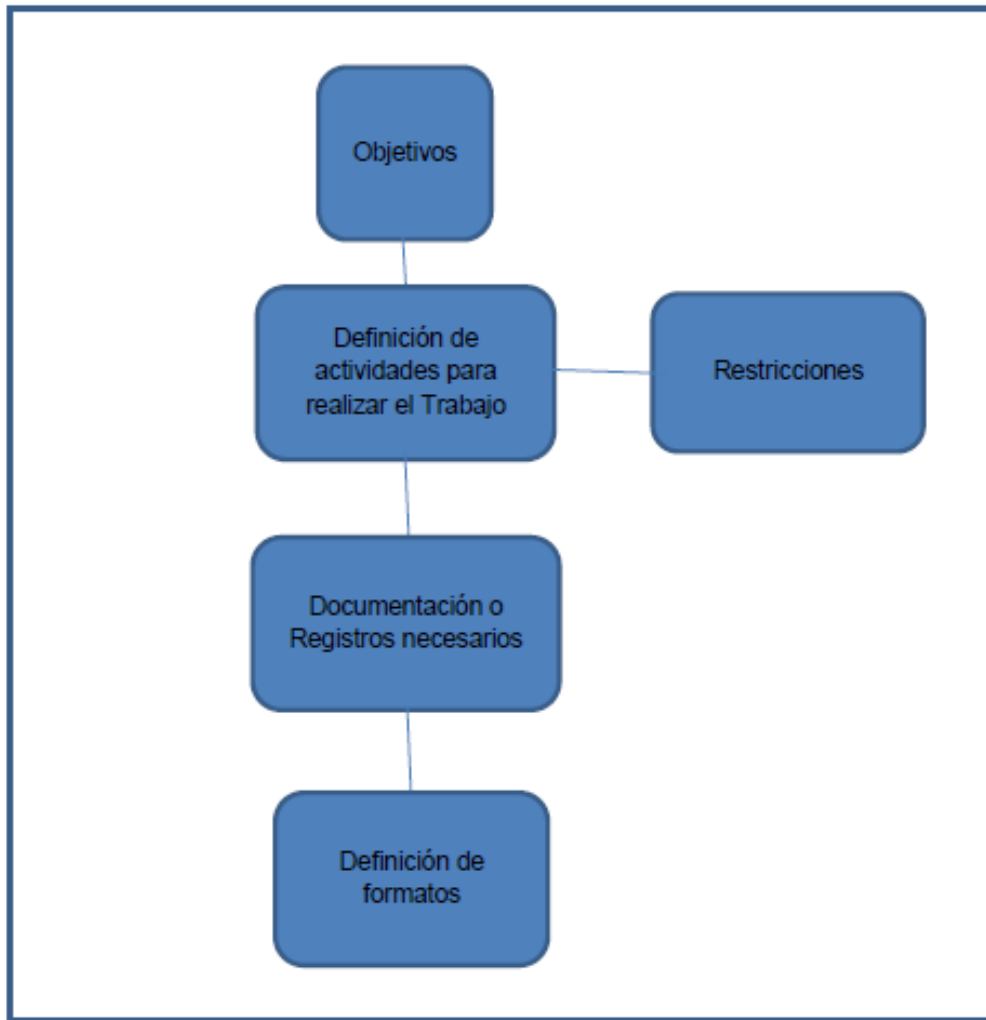 Objetivos
Definición de
actividades para
realizar el Trabajo
Restricciones
Documentación o
Registros necesarios
Definición de
formatos